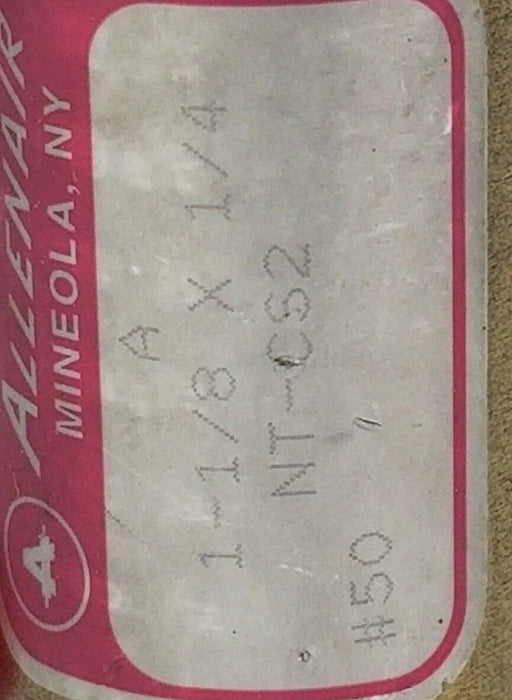 A ALLENAIR
MINEOLA, NY
A
1-1/8 X 1/4
NT-CS2
#50